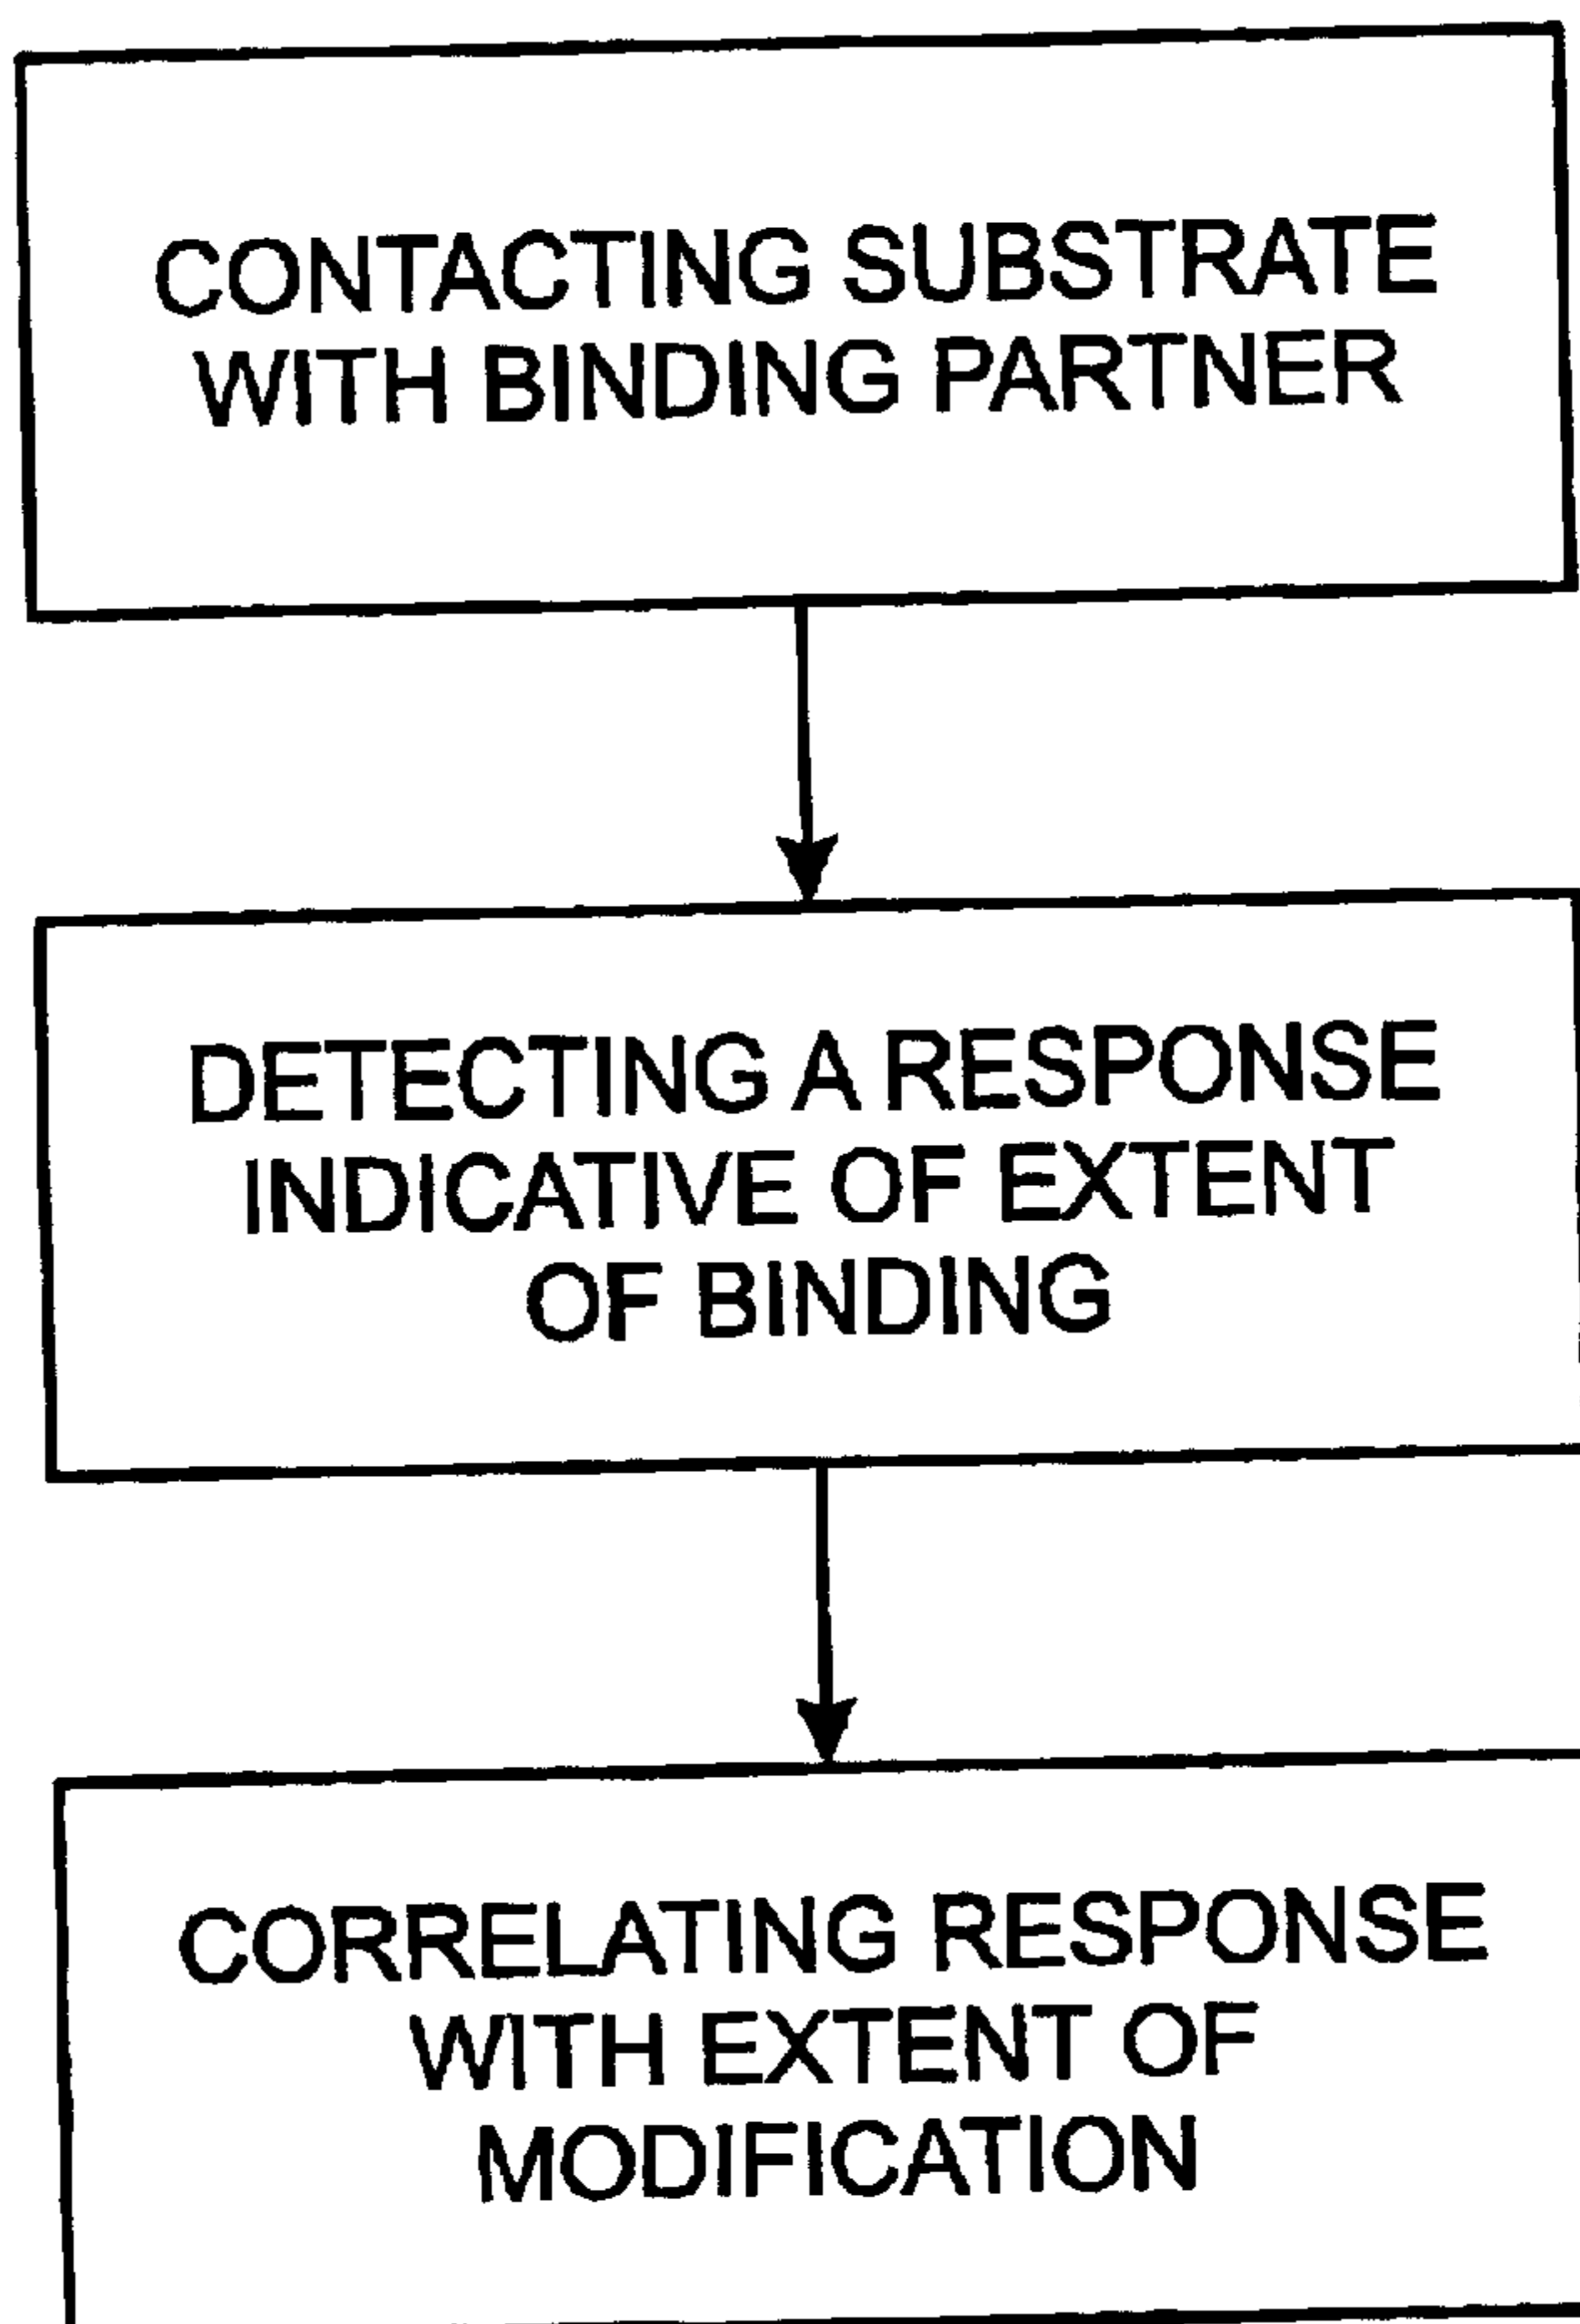 CONTACTING SUBSTRATE
WITH BINDING PARTNER
DETECTING A RESPONSE
INDICATIVE OF EXTENT
OF BINDING
CORRELATING RESPONSE
WITH EXTENT OF
MODIFICATION